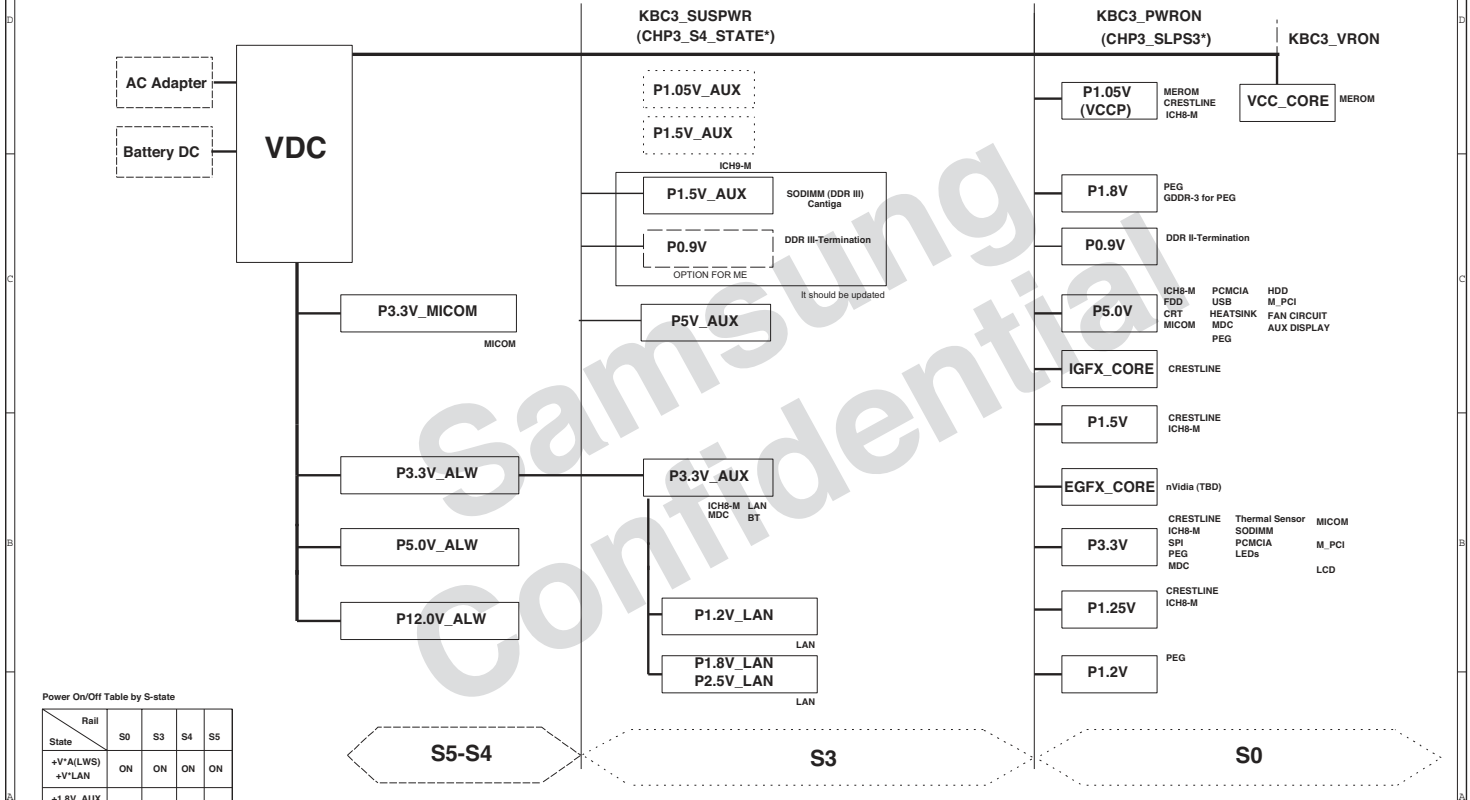 D
D
KBC3_SUSPWR
(CHP3_S4_STATE*)
KBC3_PWRON
(CHP3_SLPS3*)
KBC3_VRON
AC Adapter
Battery DC
VDC
P1.05V_AUX
P1.5V_AUX
ICH9-M
P1.5V_AUX
SODIMM (DDR III)
Cantiga
P0.9V
DDR III-Termination
OPTION FOR ME
It should be updated
P5V_AUX
P1.05V
(VCCP)
MEROM
CRESTLINE
ICH8-M
VCC_CORE
MEROM
P1.8V
PEG
GDDR-3 for PEG
P0.9V
DDR II-Termination
C
C
P5.0V
ICH8-M PCMCIA HDD
FDD USB M_PCI
CRT HEATSINK FAN CIRCUIT
MICOM MDC AUX DISPLAY
PEG
P3.3V_MICOM
MICOM
IGFX_CORE
CRESTLINE
P1.5V
CRESTLINE
ICH8-M
P3.3V_ALW
P3.3V_AUX
ICH8-M LAN
MDC BT
EGFX_CORE
nVidia (TBD)
B
B
P5.0V_ALW
P3.3V
CRESTLINE Thermal Sensor MICOM
ICH8-M SODIMM
SPI PCMCIA M_PCI
PEG LEDs
MDC LCD
P12.0V_ALW
P1.2V_LAN
LAN
P1.25V
CRESTLINE
ICH8-M
P1.8V_LAN
P2.5V_LAN
LAN
P1.2V
PEG
Samsung
Confidential
Power On/Off Table by S-state
Rail
State
S0 S3 S4 S5
+V*A(LWS)
+V*LAN
ON ON ON ON
+1.8V_AUX
S5-S4
S3
S0
A
A